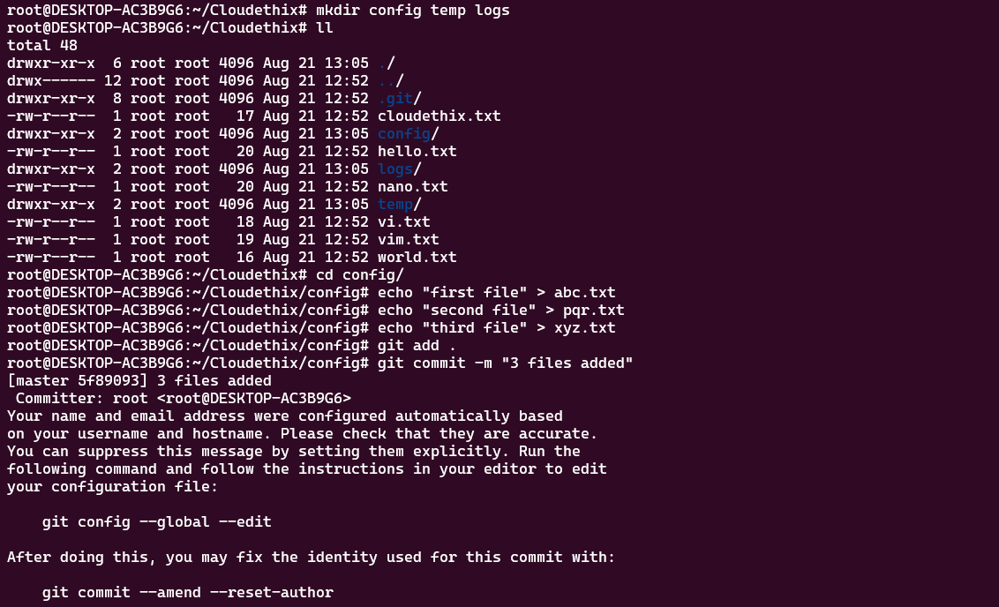 root@DESKTOP-AC3B9G6:~/Cloudethix# mkdir config temp logs
root@DESKTOP-AC3B9G6:~/Cloudethix# ll
total 48
drwxr-xr-x  6 root root 4096 Aug 21 13:05 ./
drwx------ 12 root root 4096 Aug 21 12:52 ../
drwxr-xr-x  8 root root 4096 Aug 21 12:52 .git/
-rw-r--r--  1 root root   17 Aug 21 12:52 cloudethix.txt
drwxr-xr-x  2 root root 4096 Aug 21 13:05 config/
-rw-r--r--  1 root root   20 Aug 21 12:52 hello.txt
drwxr-xr-x  2 root root 4096 Aug 21 13:05 logs/
-rw-r--r--  1 root root   20 Aug 21 12:52 nano.txt
drwxr-xr-x  2 root root 4096 Aug 21 13:05 temp/
-rw-r--r--  1 root root   18 Aug 21 12:52 vi.txt
-rw-r--r--  1 root root   19 Aug 21 12:52 vim.txt
-rw-r--r--  1 root root   16 Aug 21 12:52 world.txt
root@DESKTOP-AC3B9G6:~/Cloudethix# cd config/
root@DESKTOP-AC3B9G6:~/Cloudethix/config# echo "first file" > abc.txt
root@DESKTOP-AC3B9G6:~/Cloudethix/config# echo "second file" > pqr.txt
root@DESKTOP-AC3B9G6:~/Cloudethix/config# echo "third file" > xyz.txt
root@DESKTOP-AC3B9G6:~/Cloudethix/config# git add .
root@DESKTOP-AC3B9G6:~/Cloudethix/config# git commit -m "3 files added"
[master 5f89093] 3 files added
 Committer: root <root@DESKTOP-AC3B9G6>
Your name and email address were configured automatically based
on your username and hostname. Please check that they are accurate.
You can suppress this message by setting them explicitly. Run the
following command and follow the instructions in your editor to edit
your configuration file:

    git config --global --edit

After doing this, you may fix the identity used for this commit with:

    git commit --amend --reset-author